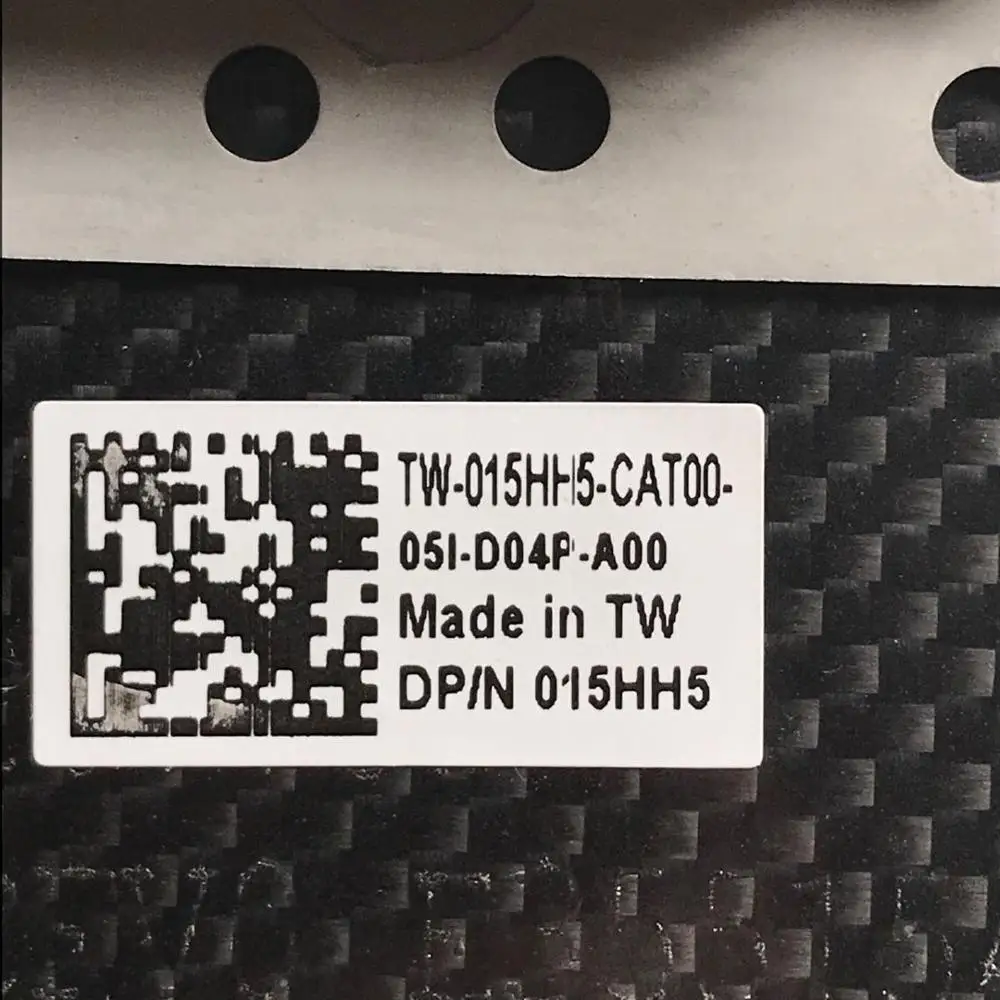 TW-015HH5-CAT00-
05I-D04P-A00
Made in TW
DP/N 015HH5